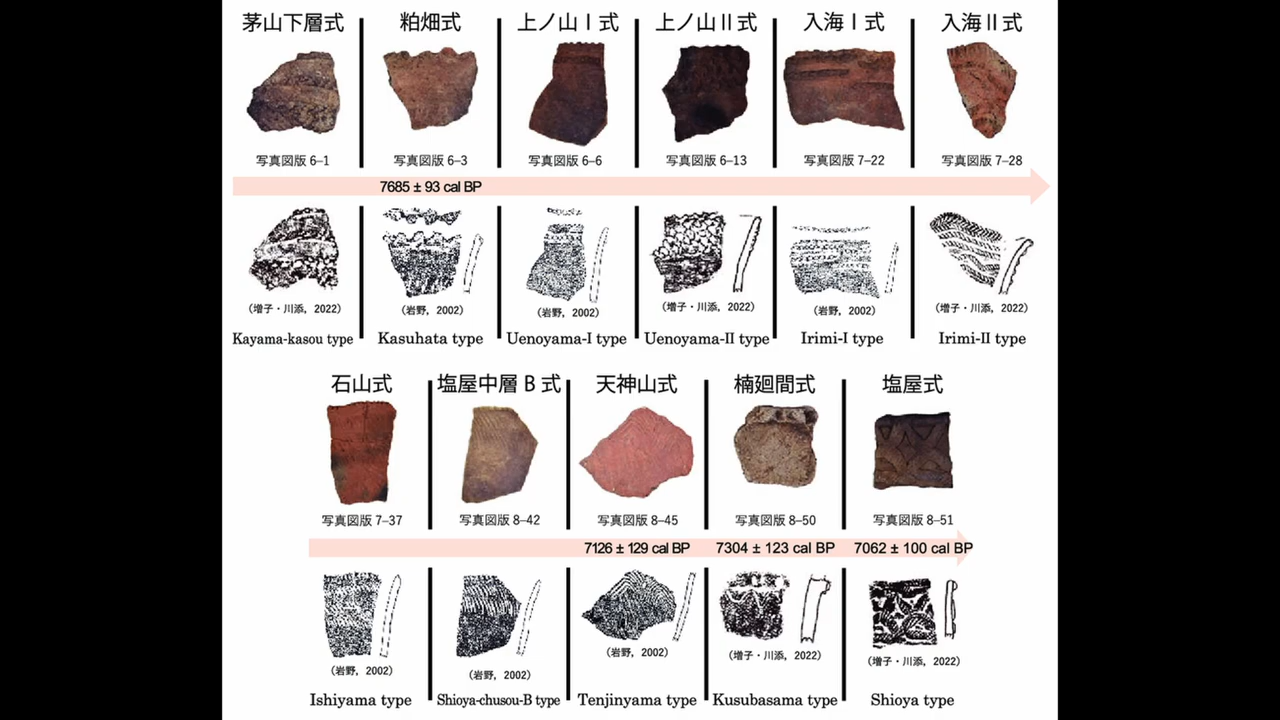 茅山下層式 粕畑式 上ノ山Ⅰ式 上ノ山Ⅱ式 入海Ⅰ式 入海Ⅱ式
写真図版 6–1 写真図版 6–3 写真図版 6–6 写真図版 6–13 写真図版 7–22 写真図版 7–28
7685 ± 93 cal BP
（増子・川添，2022） （岩野，2002） （岩野，2002） （増子・川添，2022） （岩野，2002） （増子・川添，2022）
Kayama-kasou type Kasuhata type Uenoyama-I type Uenoyama-II type Irimi-I type Irimi-II type
石山式 塩屋中層 B 式 天神山式 楠廻間式 塩屋式
写真図版 7–37 写真図版 8–42 写真図版 8–45 写真図版 8–50 写真図版 8–51
7126 ± 129 cal BP 7304 ± 123 cal BP 7062 ± 100 cal BP
（岩野，2002） （岩野，2002） （岩野，2002） （増子・川添，2022） （増子・川添，2022）
Ishiyama type Shioya-chusou-B type Tenjinyama type Kusubasama type Shioya type